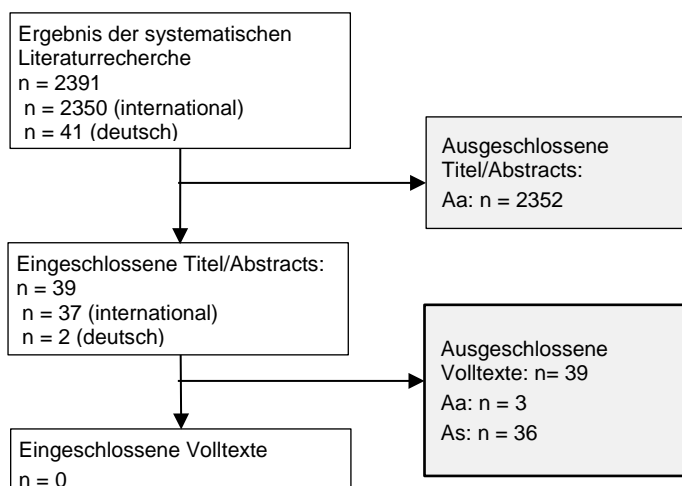 Ergebnis der systematischen
Literaturrecherche
n = 2391
n = 2350 (international)
n = 41 (deutsch)
Ausgeschlossene
Titel/Abstracts:
Aa: n = 2352
Eingeschlossene Titel/Abstracts:
n = 39
n = 37 (international)
n = 2 (deutsch)
Ausgeschlossene
Volltexte: n= 39
Aa: n = 3
As: n = 36
Eingeschlossene Volltexte
n = 0